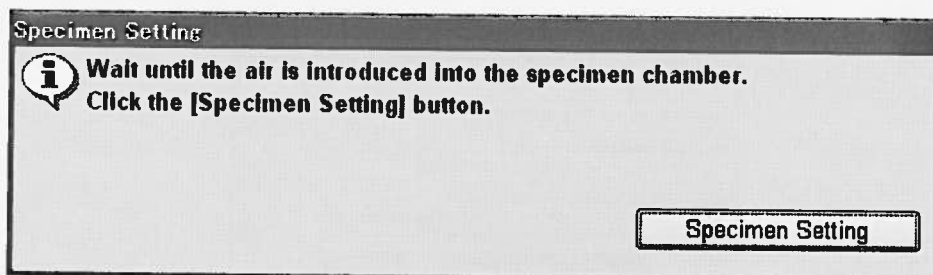 Specimen Setting
Wait until the air is introduced into the specimen chamber.
Click the [Specimen Setting] button.
Specimen Setting